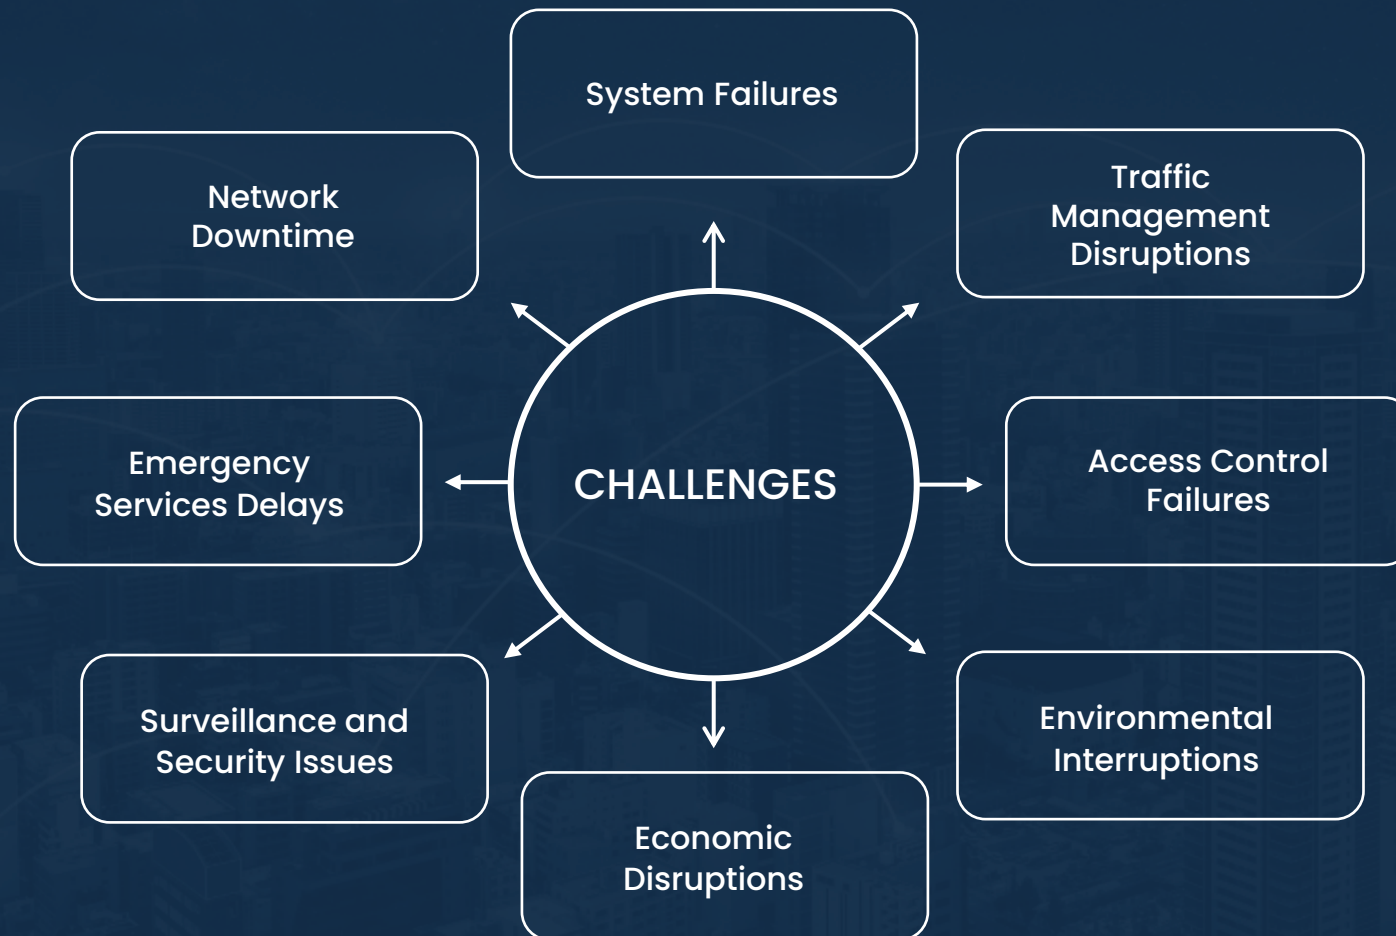 System Failures
Network
Downtime
Traffic
Management
Disruptions
Emergency
Services Delays
CHALLENGES
Access Control
Failures
Surveillance and
Security Issues
Environmental
Interruptions
Economic
Disruptions